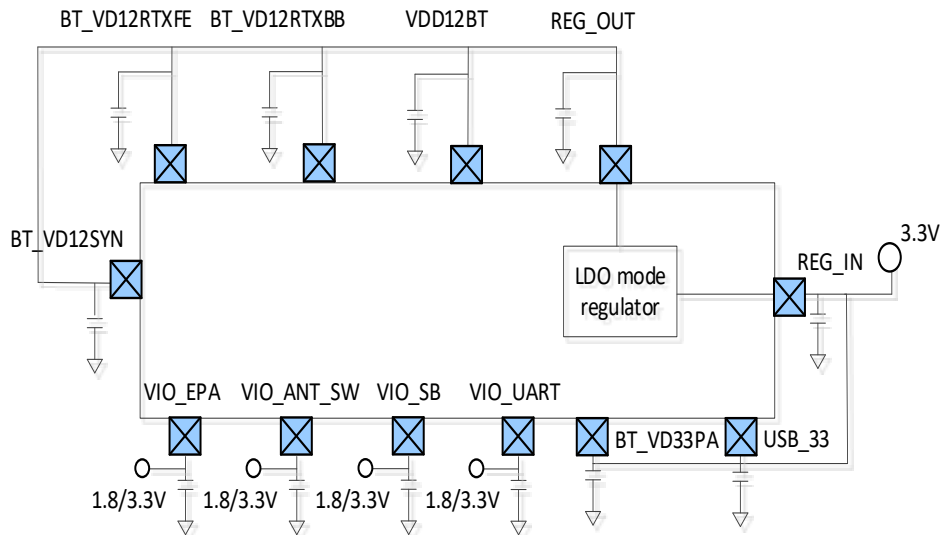 BT_VD12RTXFE
BT_VD12RTXBB
VDD12BT
REG_OUT
BT_VD12SYN
3.3V
REG_IN
LDO mode
regulator
VIO_EPA
VIO_ANT_SW
VIO_SB
VIO_UART
BT_VD33PA
USB_33
1.8/3.3V
1.8/3.3V
1.8/3.3V
1.8/3.3V